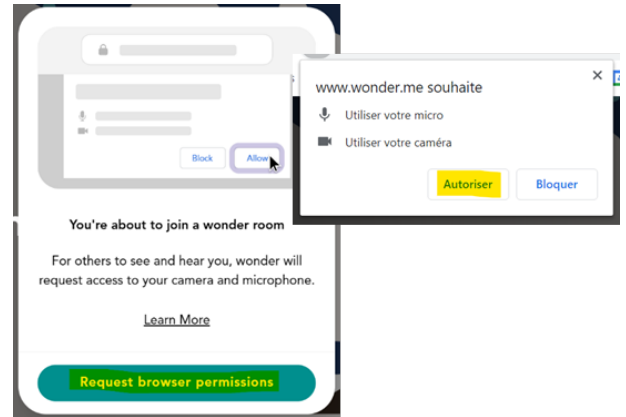 Block
Allow
You're about to join a wonder room
For others to see and hear you, wonder will
request access to your camera and microphone.
Learn More
Request browser permissions
www.wonder.me souhaite
Utiliser votre micro
Utiliser votre caméra
Autoriser
Bloquer